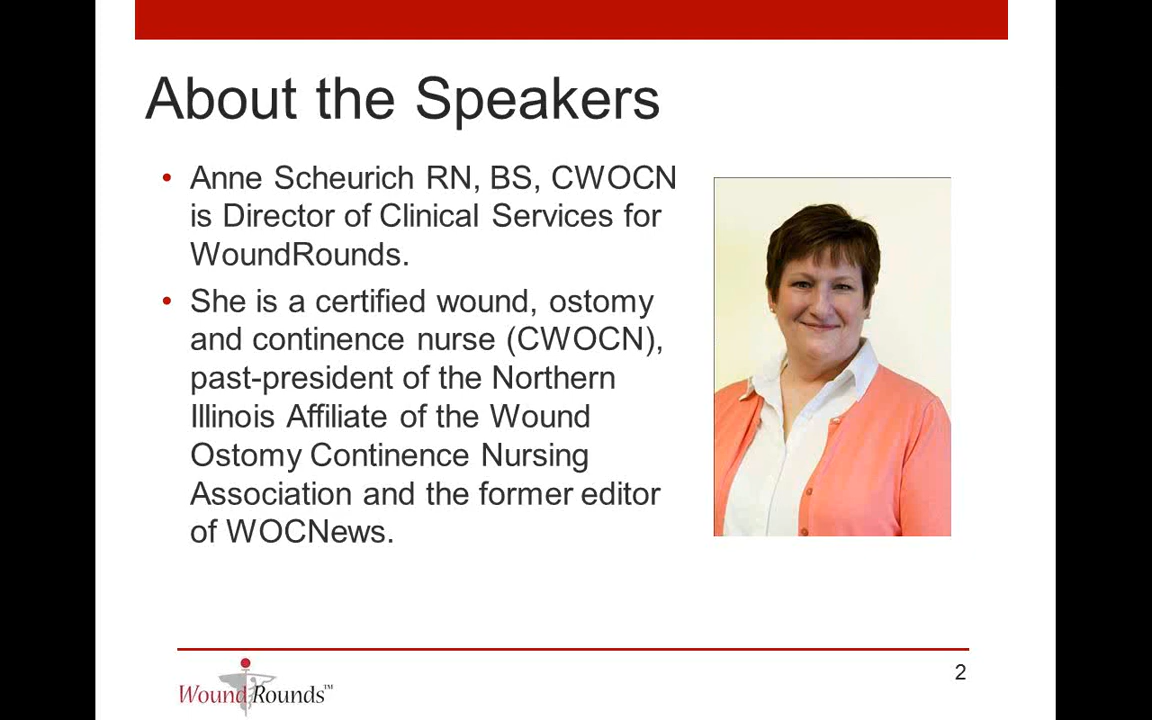 About the Speakers
• Anne Scheurich RN, BS, CWOCN
is Director of Clinical Services for
WoundRounds.
• She is a certified wound, ostomy
and continence nurse (CWOCN),
past-president of the Northern
Illinois Affiliate of the Wound
Ostomy Continence Nursing
Association and the former editor
of WOCNews.
WoundRounds™
2